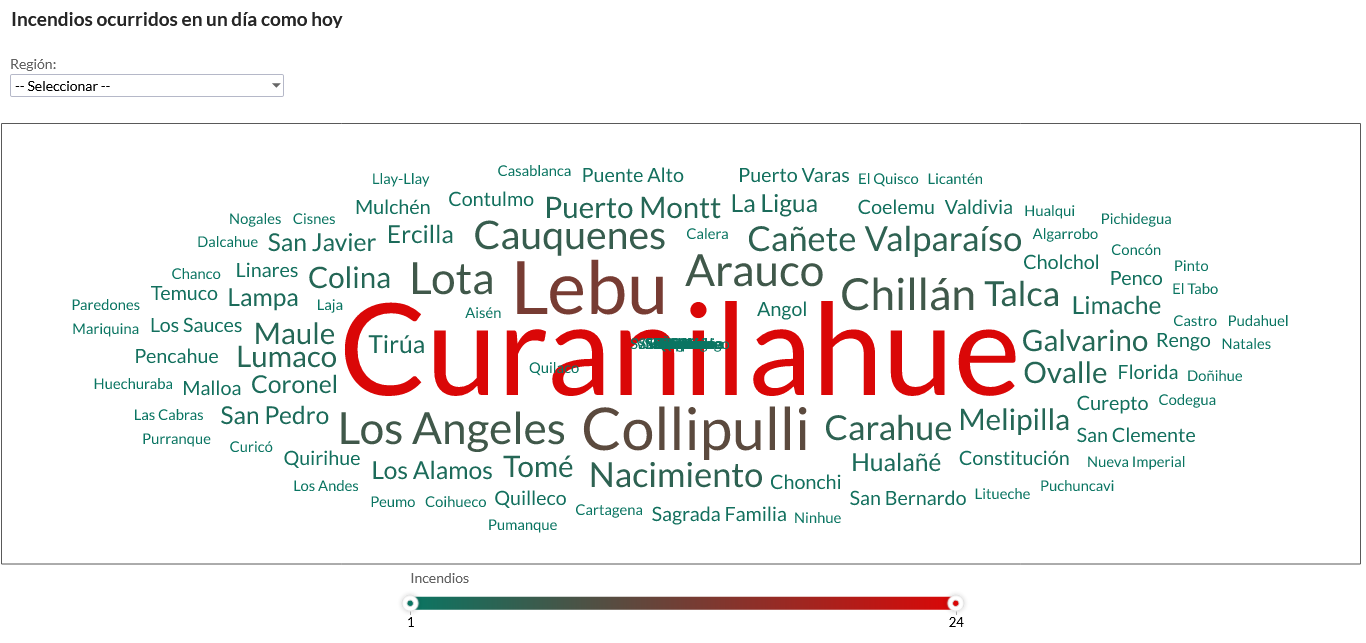 Incendios ocurridos en un día como hoy
Región:
-- Seleccionar --
Casablanca Puente Alto Puerto Varas El Quisco Licantén
Llay-Llay
Mulchén Contulmo Puerto Montt La Ligua Coelemu Valdivia Hualqui
Nogales Cisnes Pichidegua
Dalcahue San Javier Ercilla Cauquenes Calera Cañete Valparaíso Algarrobo
Concón
Chanco Linares Colina Lota Lebu Arauco Cholchol Penco Pinto
Temuco Lampa Laja Chillán Talca El Tabo
Paredones Aisén Angol Limache
Mariquina Los Sauces Maule Castro Pudahuel
Tirúa Curanilahue Galvarino Rengo Natales
Pencahue Lumaco Quilaco Ovalle Florida Doñihue
Huechuraba Malloa Coronel
Las Cabras San Pedro Curepto Codegua
Purranque Curicó Los Angeles Collipulli Carahue Melipilla San Clemente
Quirihue Los Alamos Tomé Nacimiento Hualañé Constitución Nueva Imperial
Los Andes Chonchi Puchuncavi
Peumo Coihueco Quilleco Cartagena San Bernardo Litueche
Pumanque Sagrada Familia Ninhue
Incendios
1 24